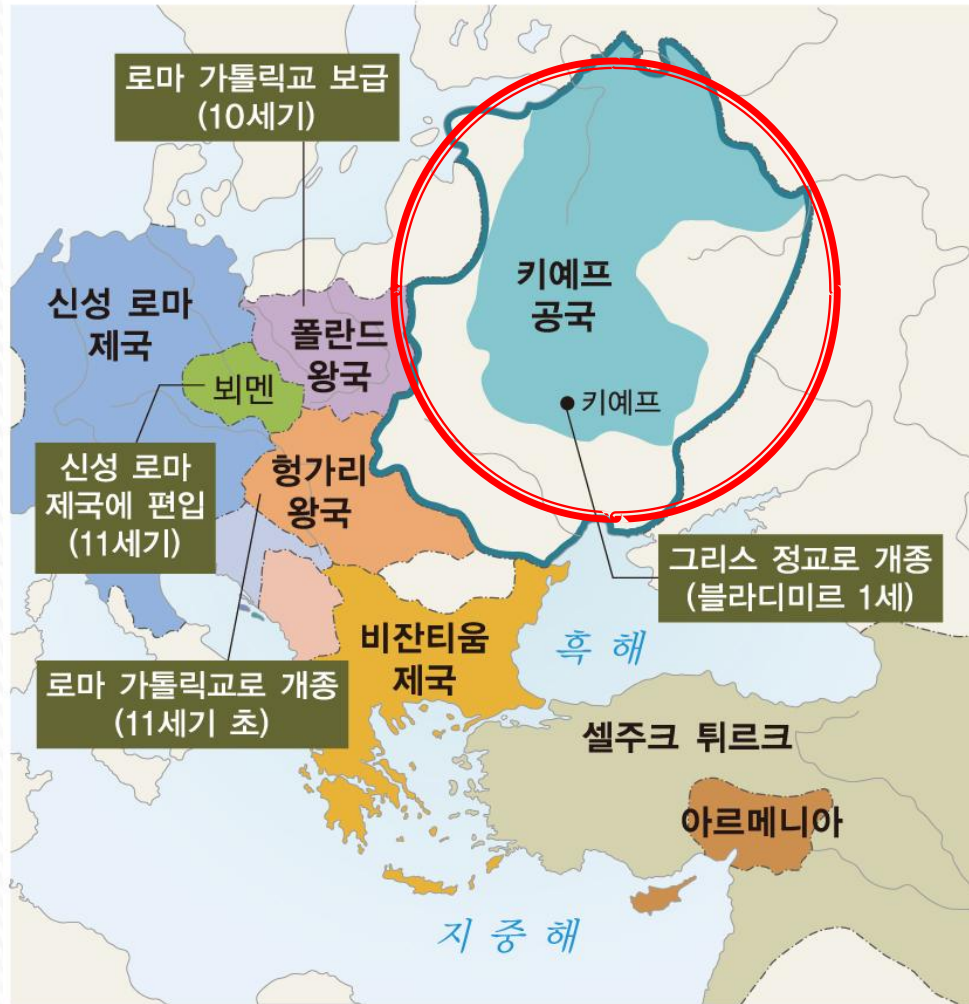 로마 가톨릭교 보급
(10세기)
신성 로마
제국
폴란드
왕국
뵈멘
키예프
공국
키예프
신성 로마
제국에 편입
(11세기)
헝가리
왕국
그리스 정교로 개종
(블라디미르 1세)
비잔티움
제국
흑해
로마 가톨릭교로 개종
(11세기 초)
셀주크 튀르크
아르메니아
지중해